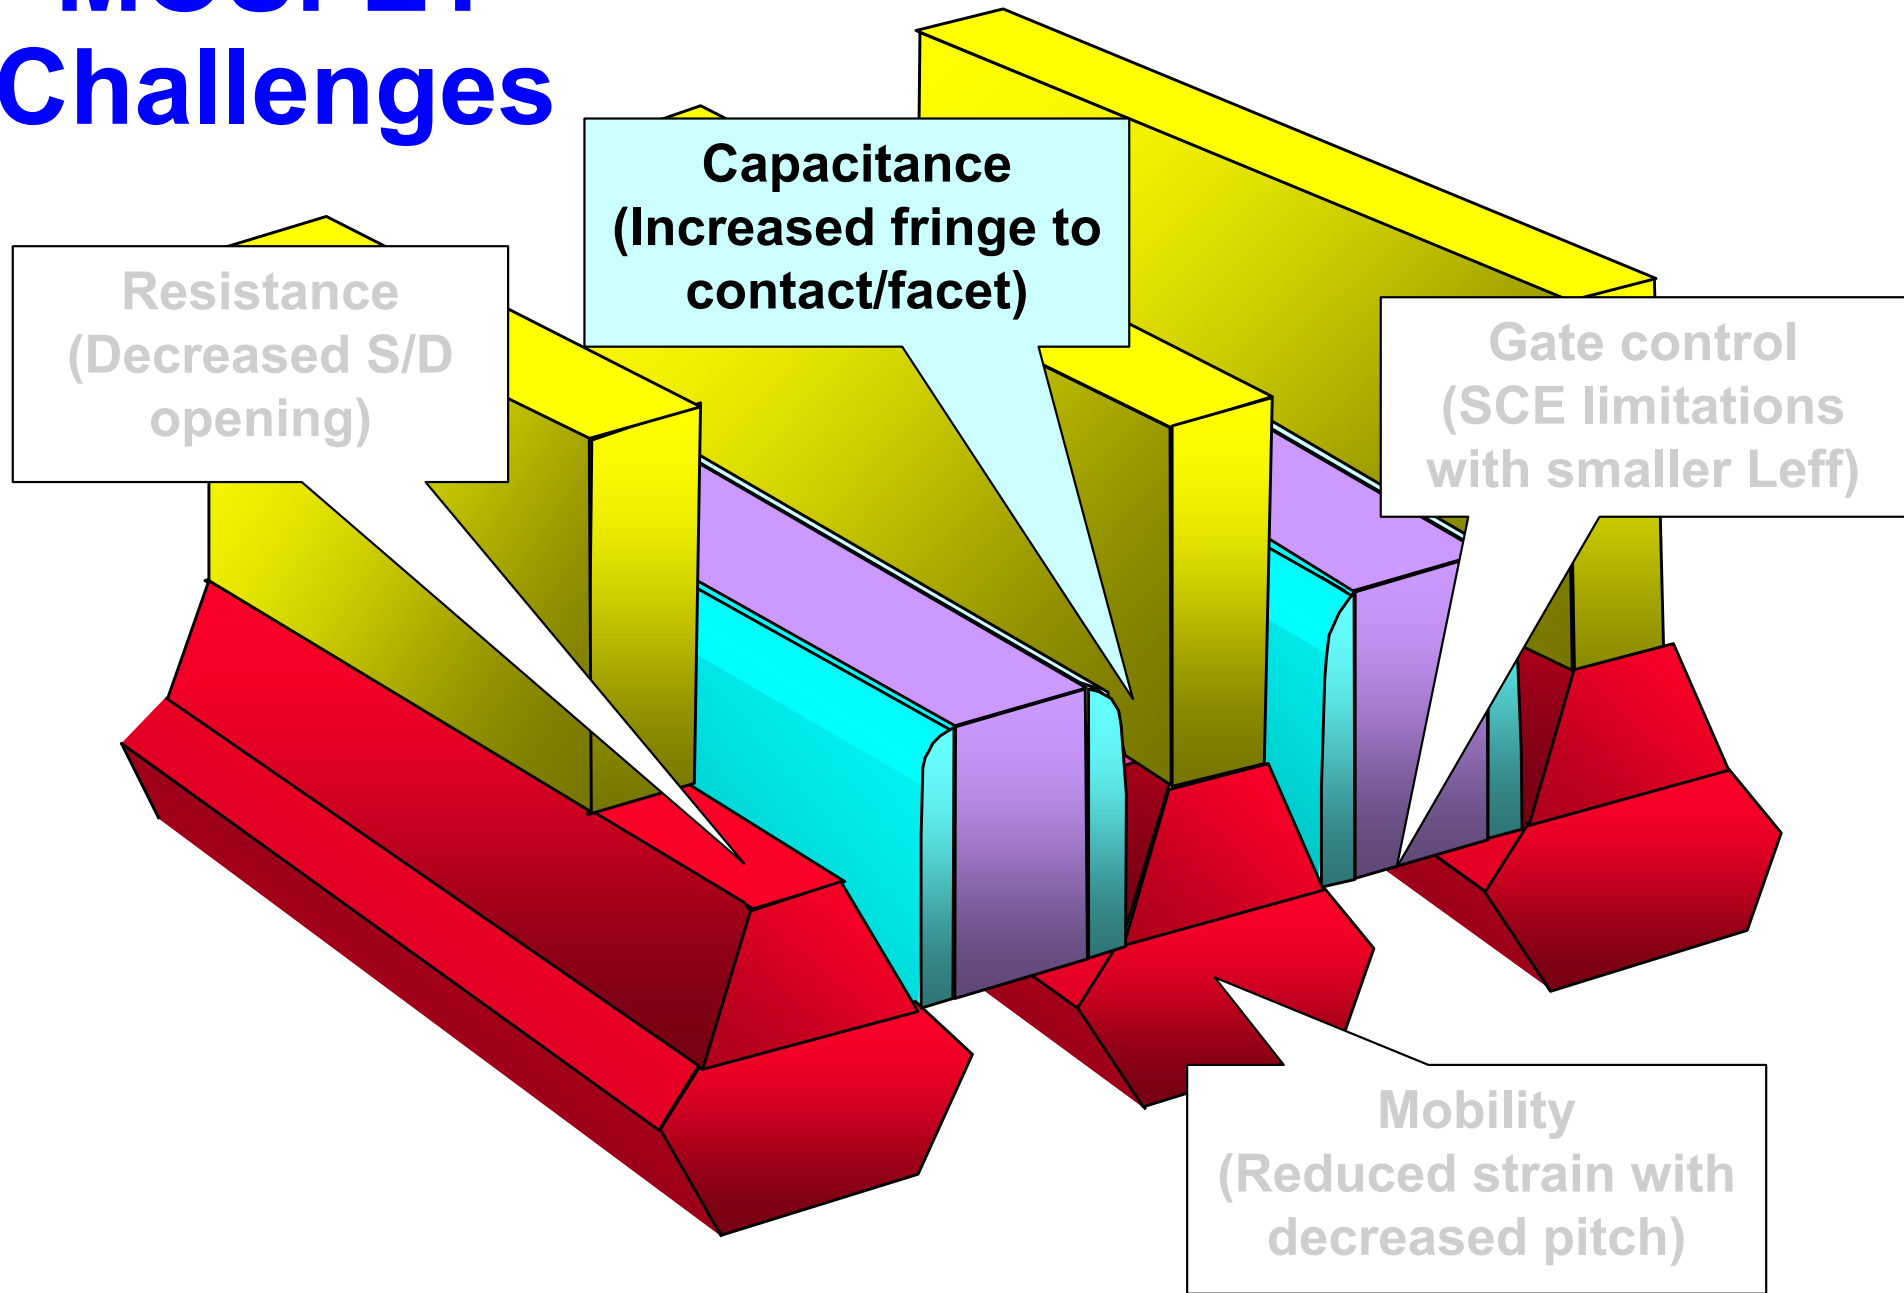 MOSFET
Challenges
Capacitance
(Increased fringe to
contact/facet)
Resistance
(Decreased S/D
opening)
Gate control
(SCE limitations
with smaller Leff)
Mobility
(Reduced strain with
decreased pitch)